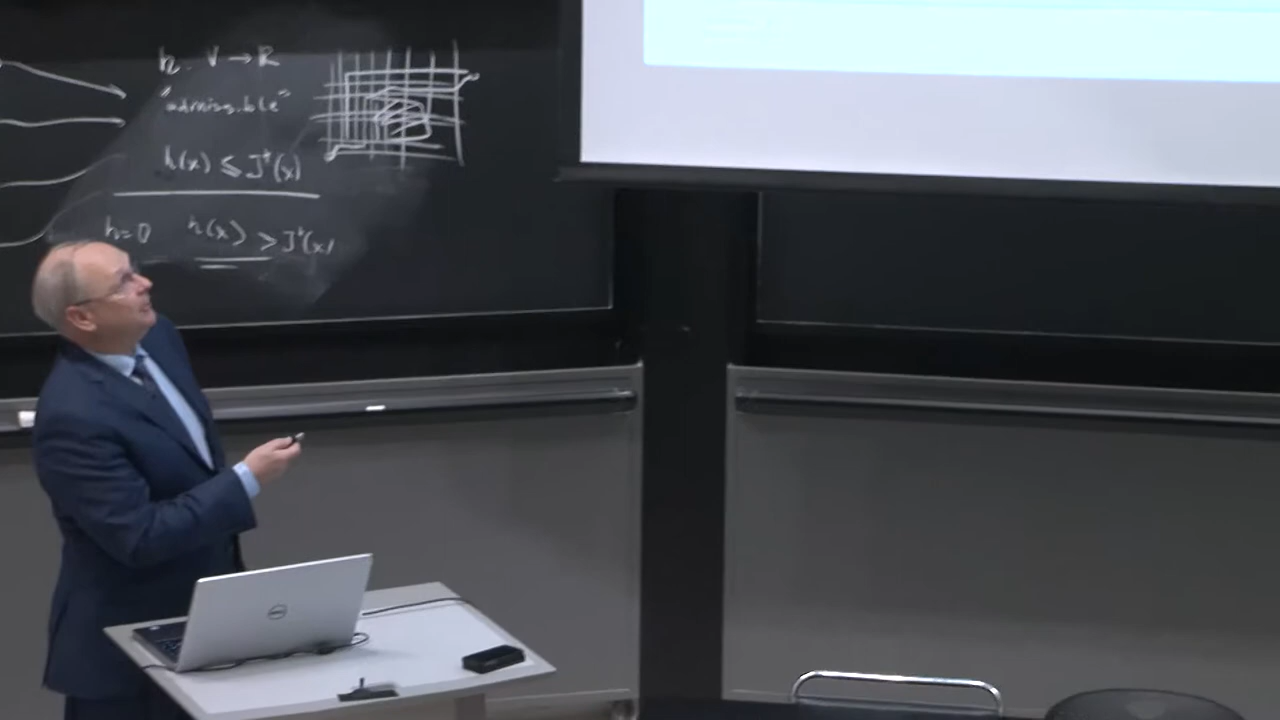 h : V → R
"admissible"
h(x) ≤ J*(x)
h=0 h(x) > J*(x)
DELL